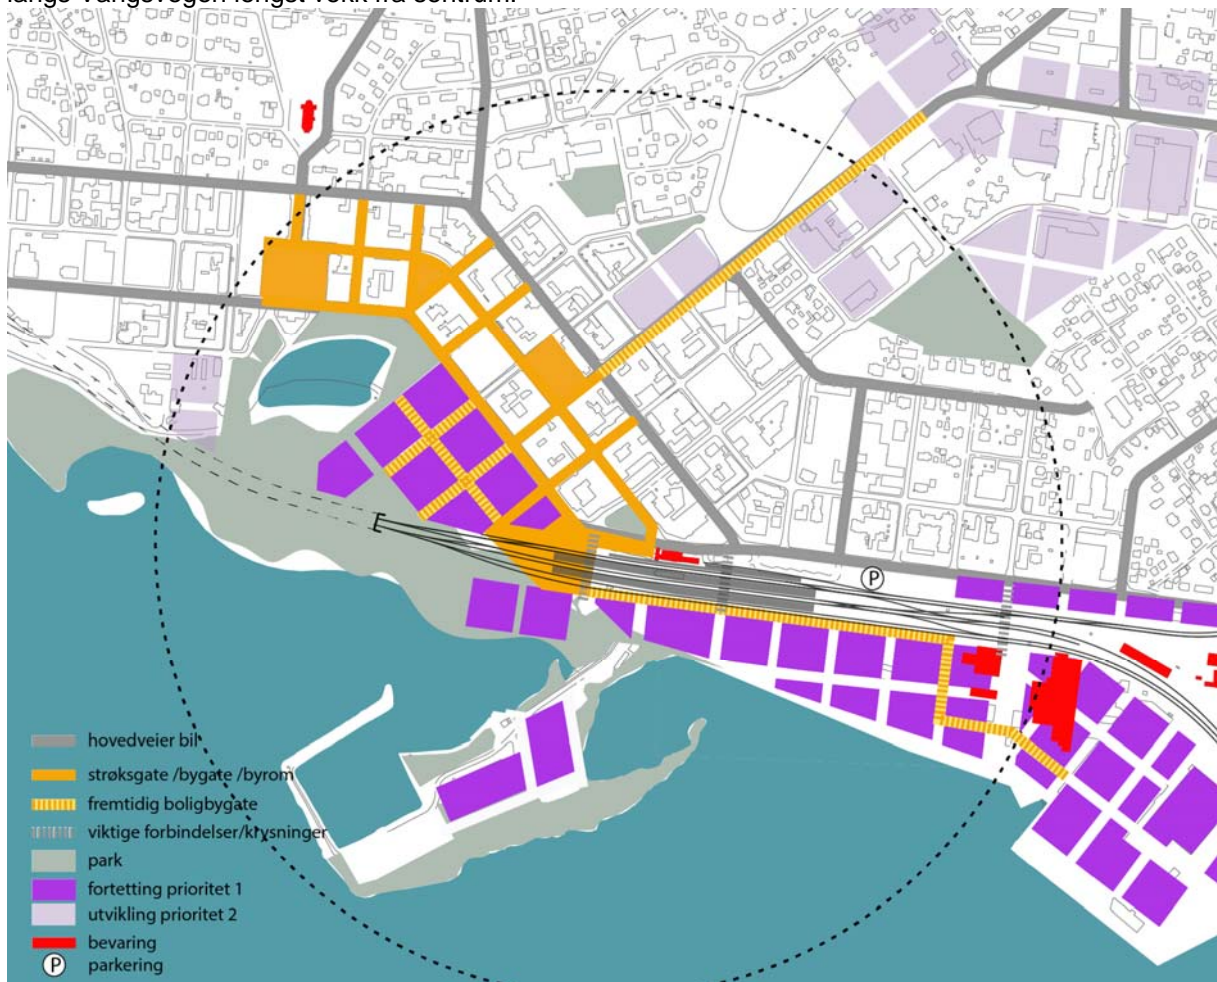 langs Vangsvegen lengst vekk fra sentrum.
P
hovedveier bil
strøksgate /bygate /byrom
fremtidig boligbygate
viktige forbindelser/krysninger
park
fortetting prioritet 1
utvikling prioritet 2
bevaring
P parkering